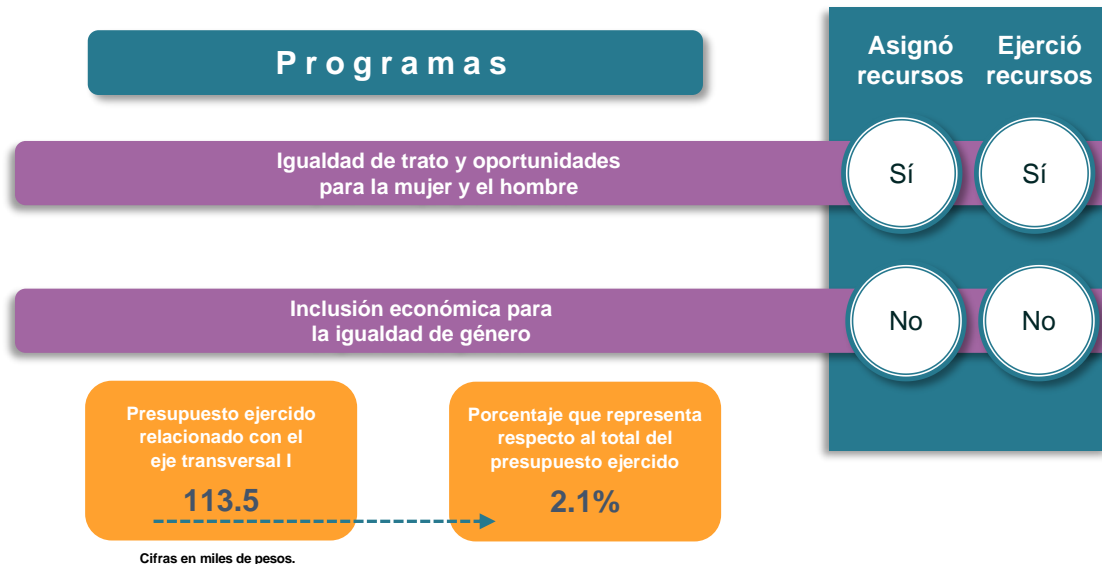 Programas
Asignó
recursos
Ejerció
recursos
Igualdad de trato y oportunidades
para la mujer y el hombre
Sí
Sí
Inclusión económica para
la igualdad de género
No
No
Presupuesto ejercido
relacionado con el
eje transversal I
113.5
Porcentaje que representa
respecto al total del
presupuesto ejercido
2.1%
Cifras en miles de pesos.